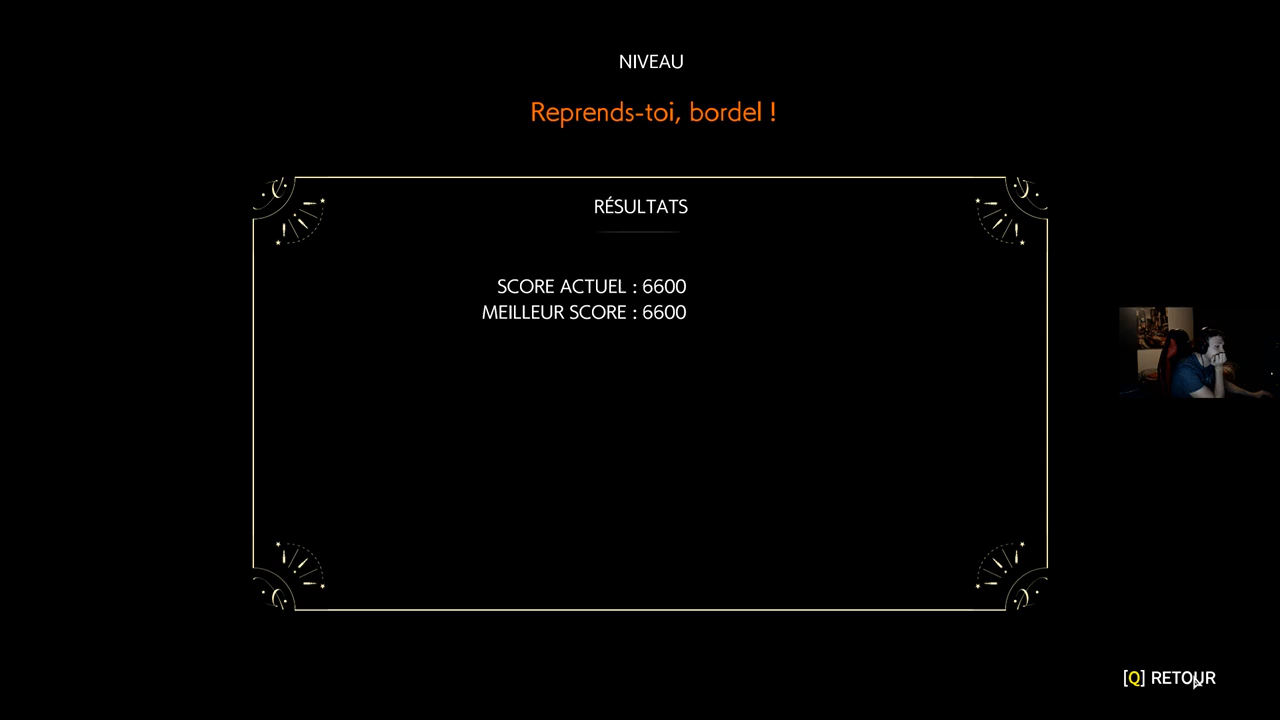 NIVEAU
Reprends-toi, bordel !
RÉSULTATS
SCORE ACTUEL : 6600
MEILLEUR SCORE : 6600
[Q] RETOUR